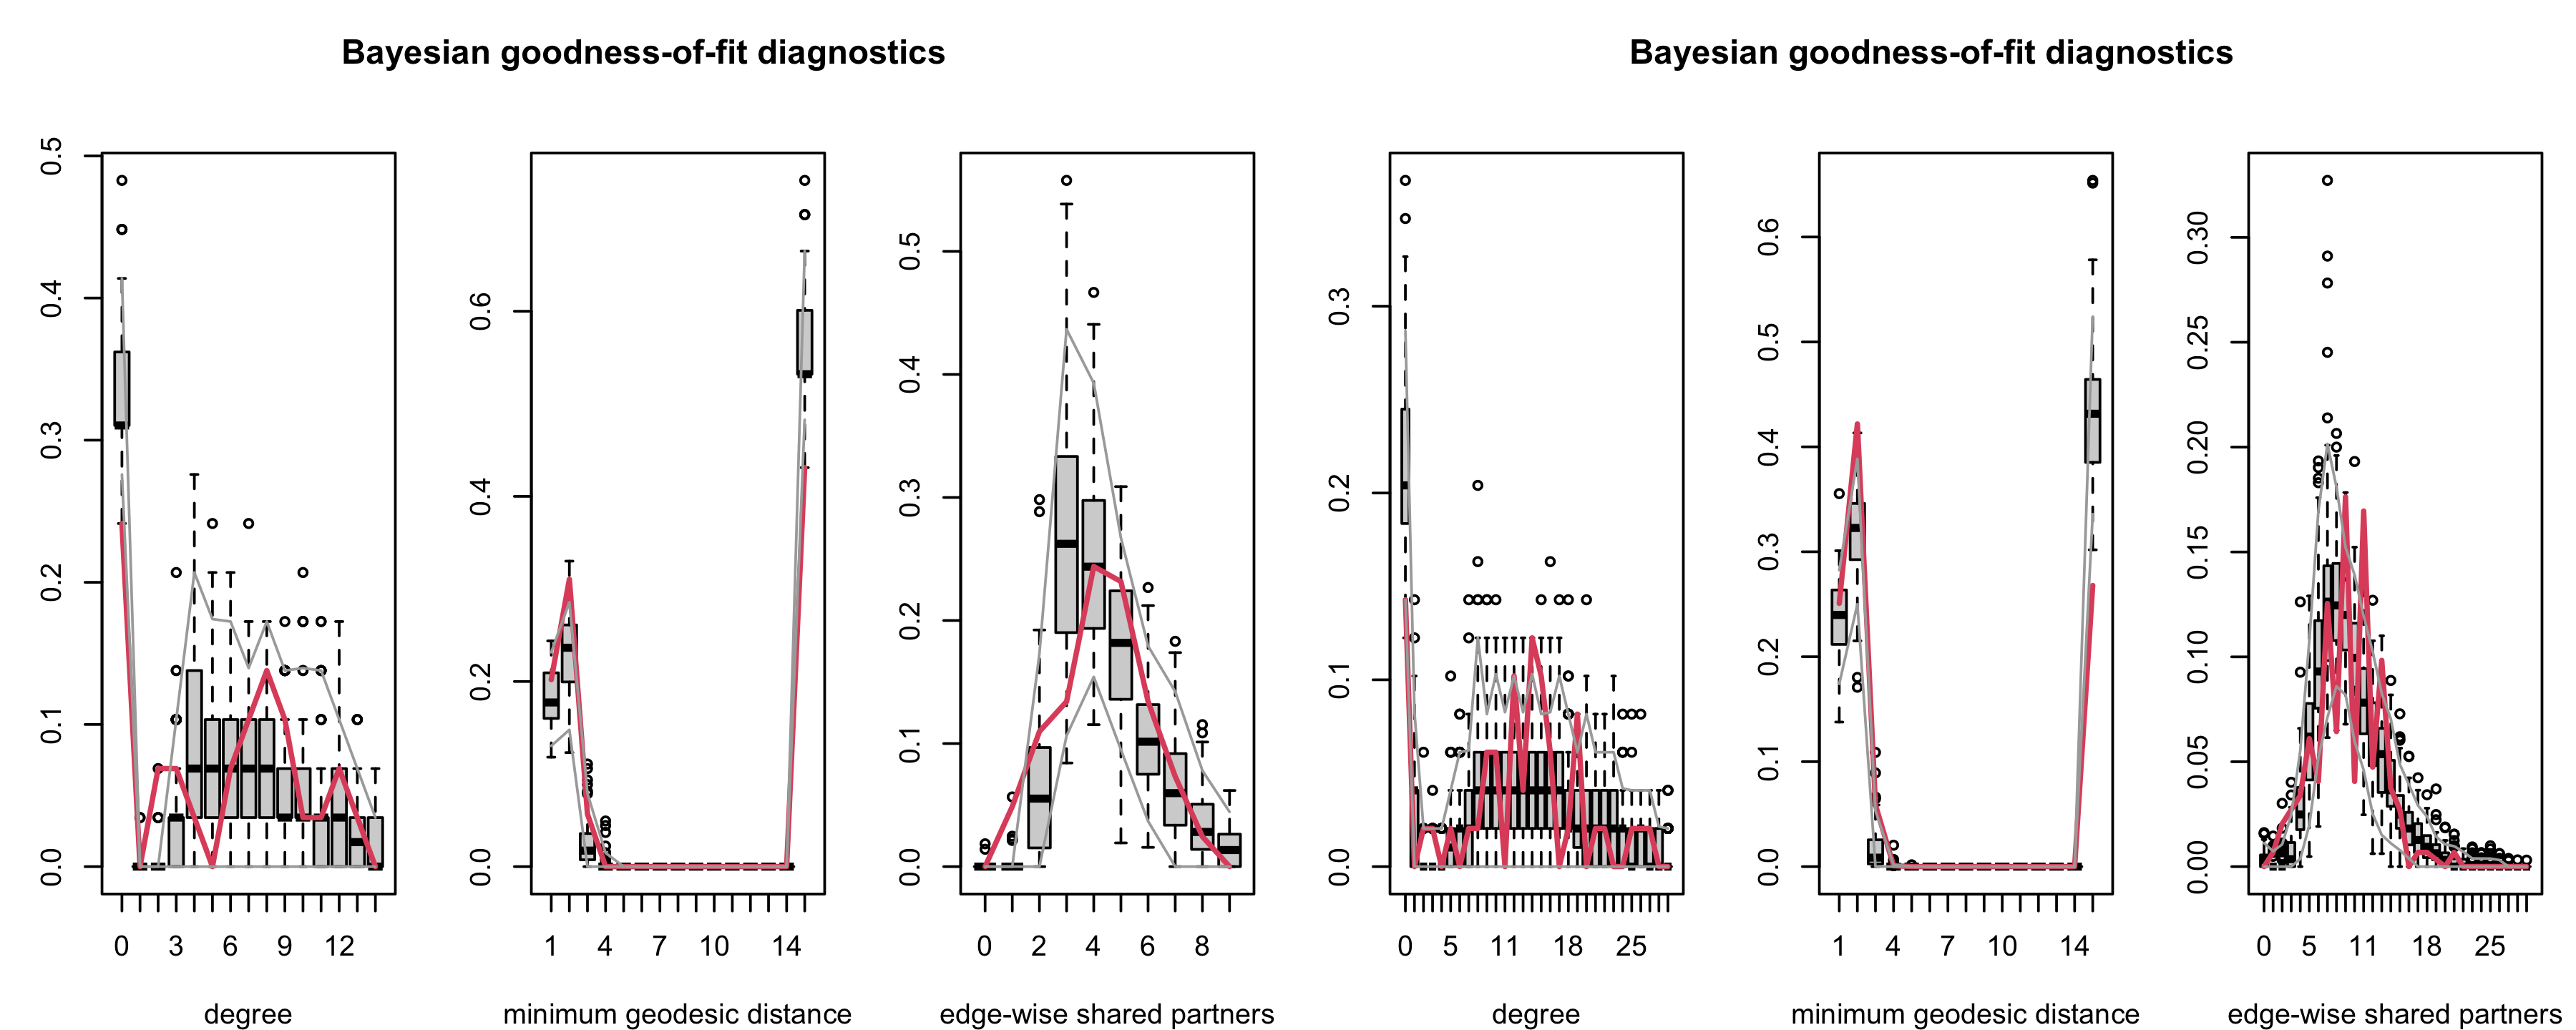 Bayesian goodness-of-fit diagnostics
0.0 0.1 0.2 0.3 0.4 0.5
0 3 6 9 12
degree
0.0 0.2 0.4 0.6
1 4 7 10 14
minimum geodesic distance
0.0 0.1 0.2 0.3 0.4 0.5
0 2 4 6 8
edge-wise shared partners
Bayesian goodness-of-fit diagnostics
0.0 0.1 0.2 0.3
0 5 11 18 25
degree
0.0 0.1 0.2 0.3 0.4 0.5 0.6
1 4 7 10 14
minimum geodesic distance
0.00 0.05 0.10 0.15 0.20 0.25 0.30
0 5 11 18 25
edge-wise shared partners